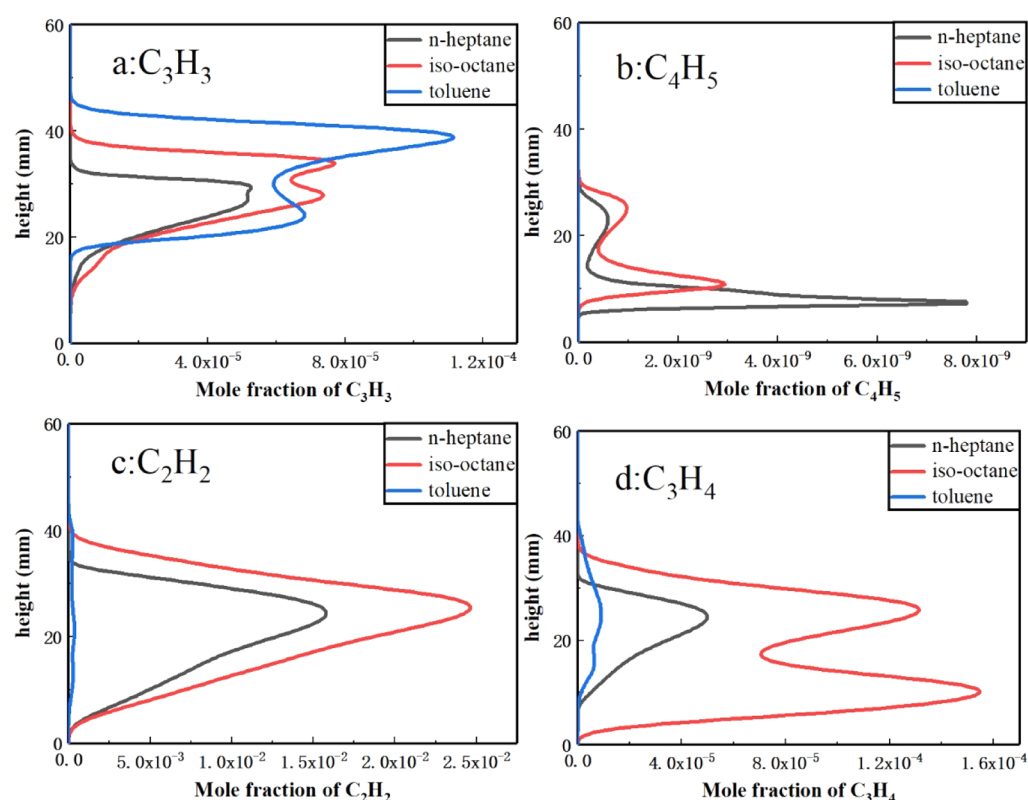 a:C₃H₃
n-heptane
iso-octane
toluene
60
40
20
0
height (mm)
0.0 4.0x10⁻⁵ 8.0x10⁻⁵ 1.2x10⁻⁴
Mole fraction of C₃H₃
b:C₄H₅
n-heptane
iso-octane
toluene
60
40
20
0
height (mm)
0.0 2.0x10⁻⁹ 4.0x10⁻⁹ 6.0x10⁻⁹ 8.0x10⁻⁹
Mole fraction of C₄H₅
c:C₂H₂
n-heptane
iso-octane
toluene
60
40
20
0
height (mm)
0.0 5.0x10⁻³ 1.0x10⁻² 1.5x10⁻² 2.0x10⁻² 2.5x10⁻²
Mole fraction of C₂H₂
d:C₃H₄
n-heptane
iso-octane
toluene
60
40
20
0
height (mm)
0.0 4.0x10⁻⁵ 8.0x10⁻⁵ 1.2x10⁻⁴ 1.6x10⁻⁴
Mole fraction of C₃H₄